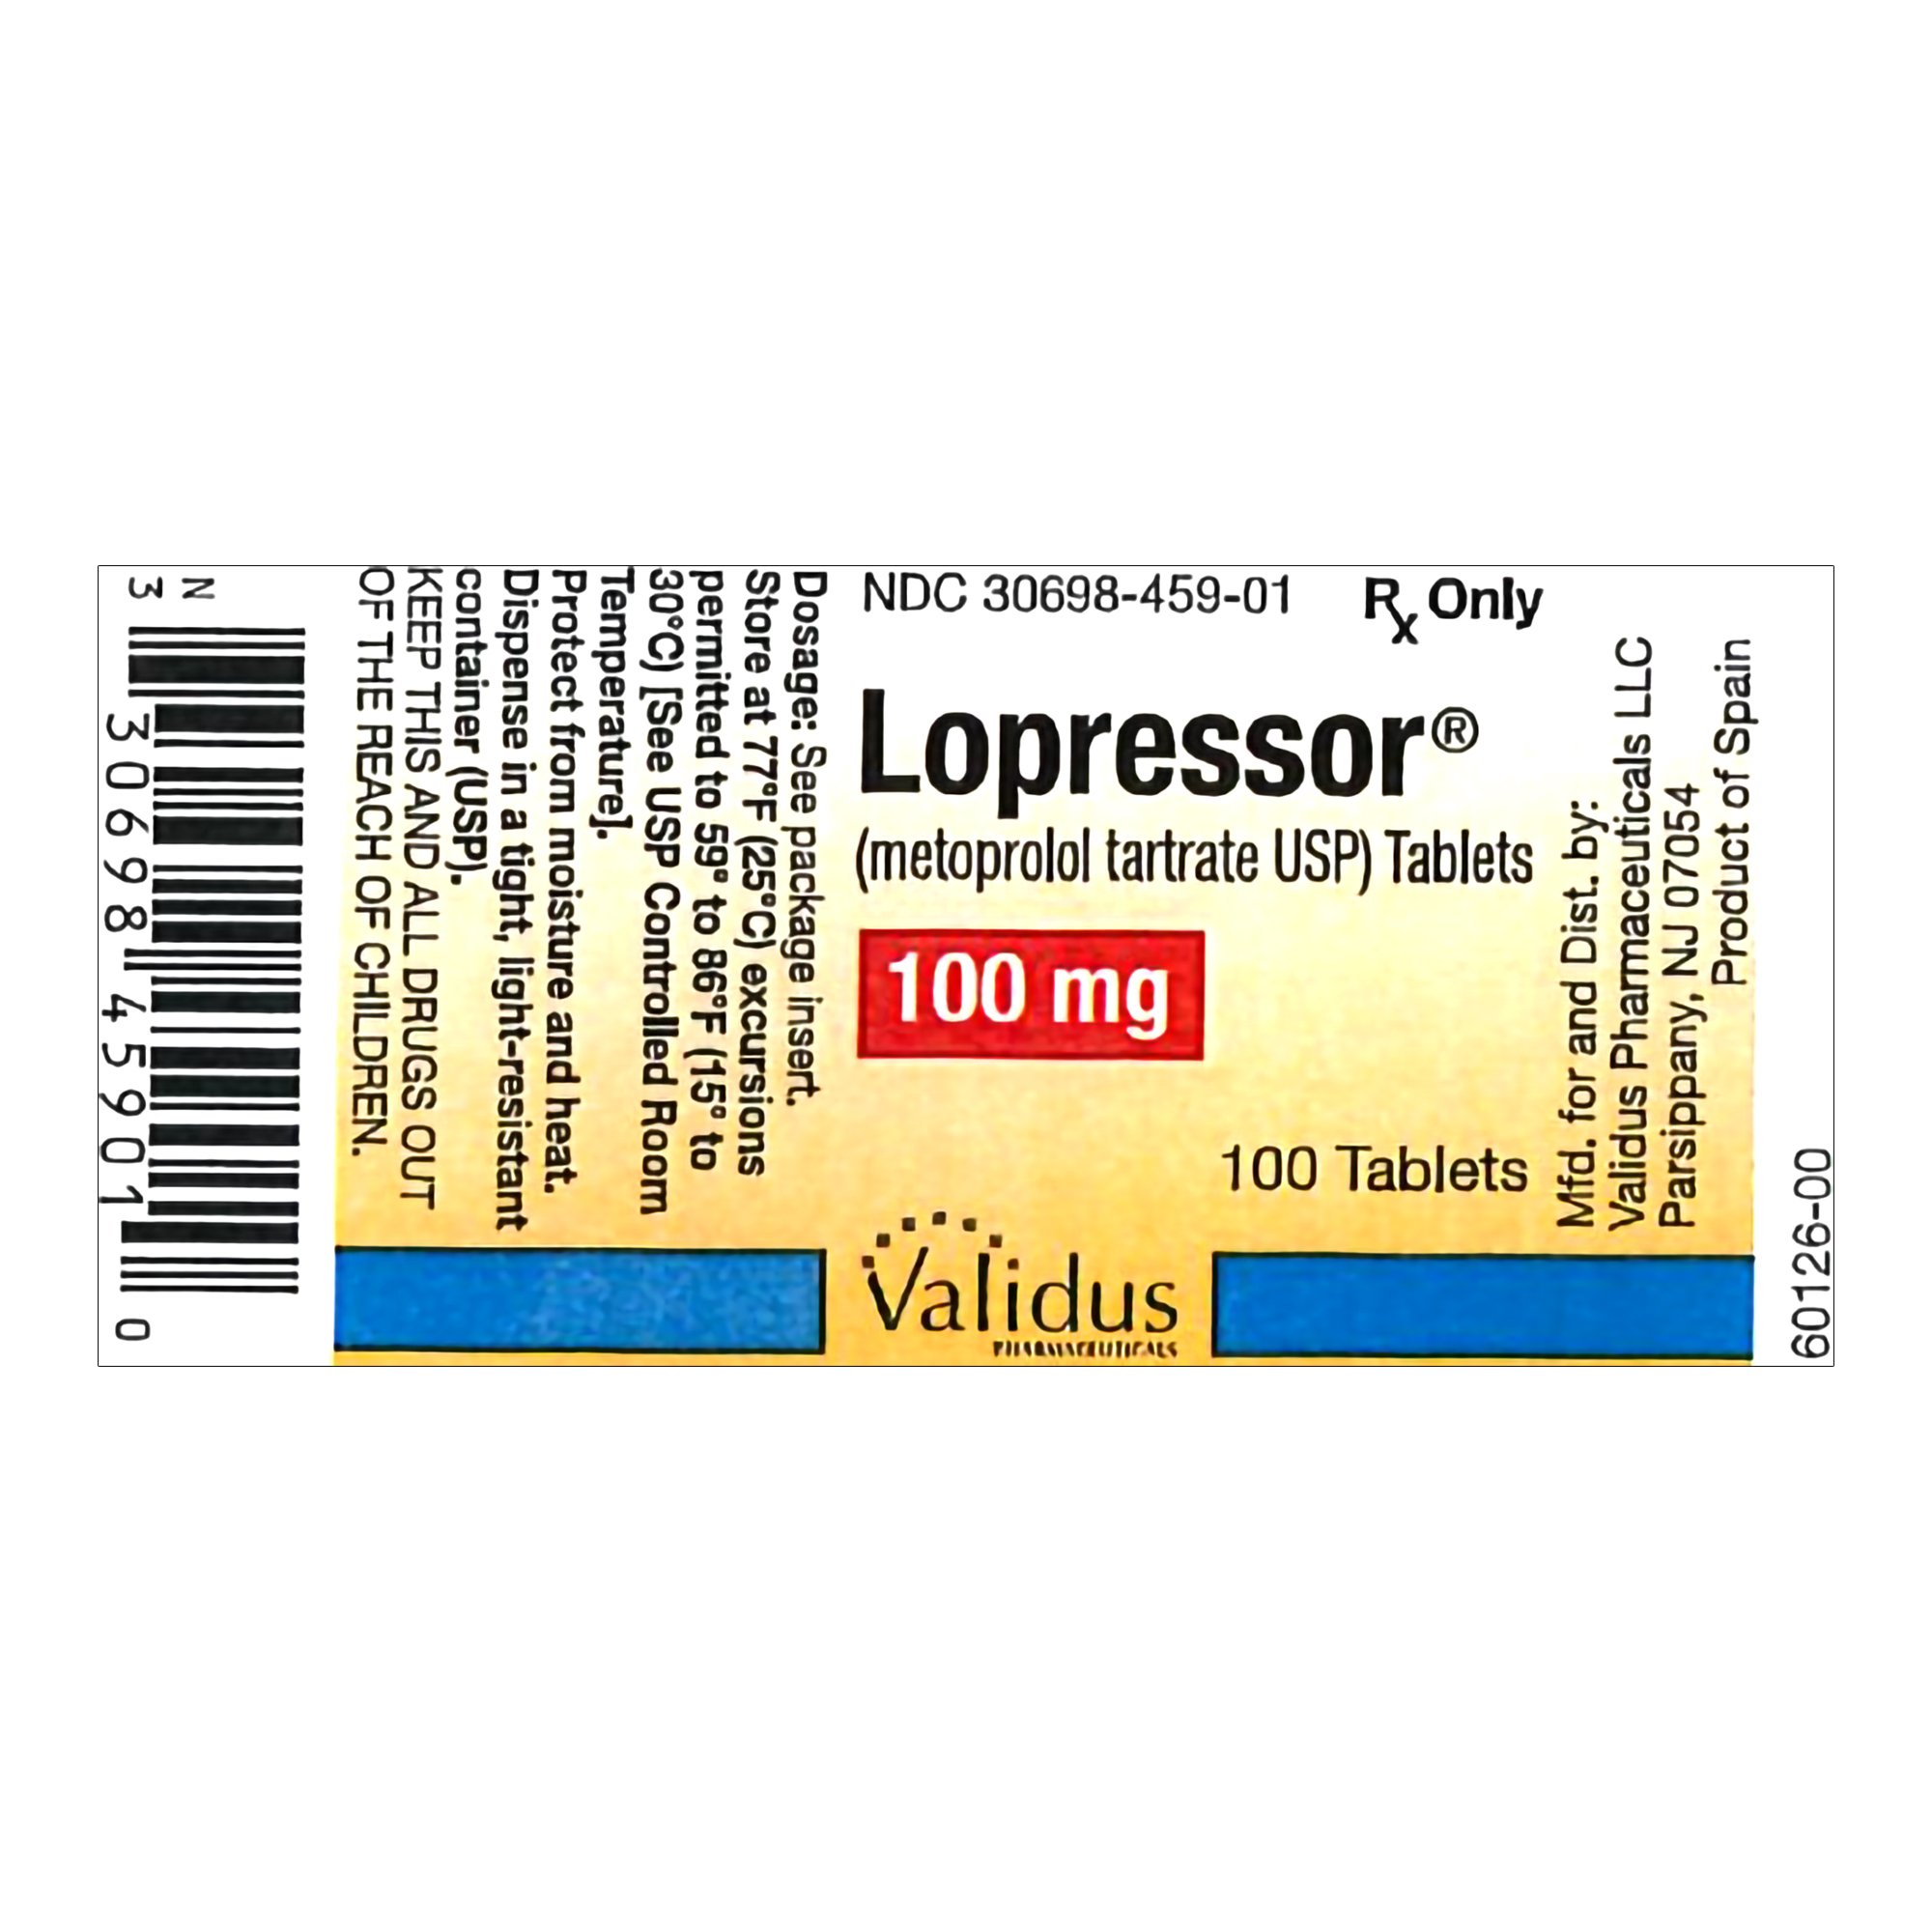 N
3
30698
45901
0
Dosage: See package insert.
Store at 77°F (25°C) excursions
permitted to 59° to 86°F (15° to
30°C) [See USP Controlled Room
Temperature].
Protect from moisture and heat.
Dispense in a tight, light-resistant
container (USP).
KEEP THIS AND ALL DRUGS OUT
OF THE REACH OF CHILDREN.
NDC 30698-459-01
Rx Only
Lopressor®
(metoprolol tartrate USP) Tablets
100 mg
100 Tablets
Validus
PHARMACEUTICALS
Mfd. for and Dist. by:
Validus Pharmaceuticals LLC
Parsippany, NJ 07054
Product of Spain
60126-00